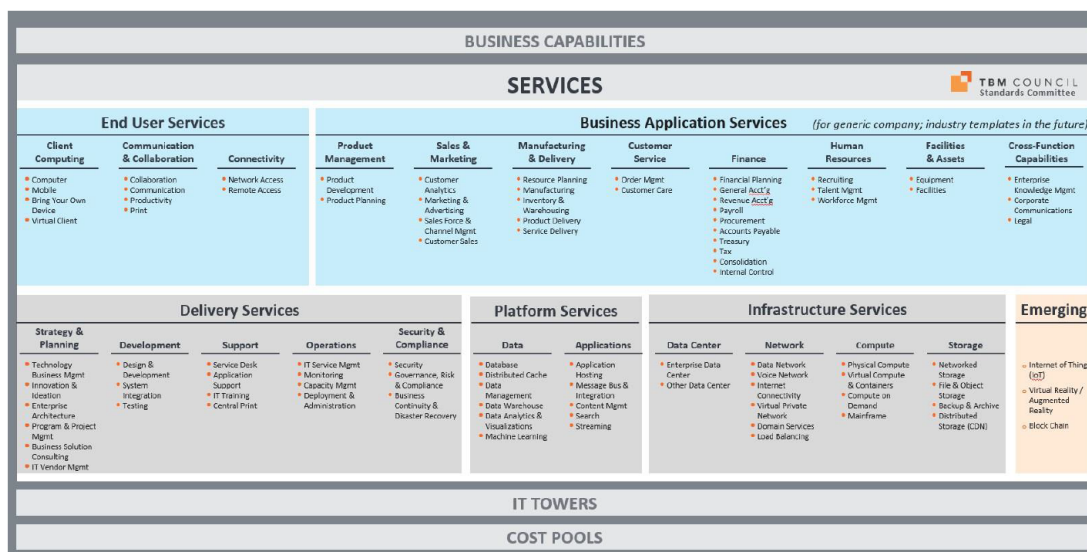 BUSINESS CAPABILITIES
SERVICES
TBM COUNCIL
Standards Committee
End User Services
Client
Computing
• Computer
• Mobile
• Bring Your Own
Device
• Virtual Client
Communication
& Collaboration
• Collaboration
• Communication
• Productivity
• Print
Connectivity
• Network Access
• Remote Access
Business Application Services (for generic company; industry templates in the future)
Product
Management
• Product
Development
• Product Planning
Sales &
Marketing
• Customer
Analytics
• Marketing &
Advertising
• Sales Force &
Channel Mgmt
• Customer Sales
Manufacturing
& Delivery
• Resource Planning
• Manufacturing
• Inventory &
Warehousing
• Product Delivery
• Service Delivery
Customer
Service
• Order Mgmt
• Customer Care
Finance
• Financial Planning
• General Acct'g
• Revenue Acct'g
• Payroll
• Procurement
• Accounts Payable
• Treasury
• Tax
• Consolidation
• Internal Control
Human
Resources
• Recruiting
• Talent Mgmt
• Workforce Mgmt
Facilities
& Assets
• Equipment
• Facilities
Cross-Function
Capabilities
• Enterprise
Knowledge Mgmt
• Corporate
Communications
• Legal
Delivery Services
Strategy &
Planning
• Technology
Business Mgmt
• Innovation &
Ideation
• Enterprise
Architecture
• Program & Project
Mgmt
• Business Solution
Consulting
• IT Vendor Mgmt
Development
• Design &
Development
• System
Integration
• Testing
Support
• Service Desk
• Application
Support
• IT Training
• Central Print
Operations
• IT Service Mgmt
• Monitoring
• Capacity Mgmt
• Deployment &
Administration
Security &
Compliance
• Security
• Governance, Risk
& Compliance
• Business
Continuity &
Disaster Recovery
Platform Services
Data
• Database
• Distributed Cache
• Data
Management
• Data Warehouse
• Data Analytics &
Visualizations
• Machine Learning
Applications
• Application
Hosting
• Message Bus &
Integration
• Content Mgmt
• Search
• Streaming
Infrastructure Services
Data Center
• Enterprise Data
Center
• Other Data Center
Network
• Data Network
• Voice Network
• Internet
Connectivity
• Virtual Private
Network
• Domain Services
• Load Balancing
Compute
• Physical Compute
• Virtual Compute
& Containers
• Compute on
Demand
• Mainframe
Storage
• Networked
Storage
• File & Object
Storage
• Backup & Archive
• Distributed
Storage (CDN)
Emerging
o Internet of Thing
(IoT)
o Virtual Reality /
Augmented
Reality
o Block Chain
IT TOWERS
COST POOLS